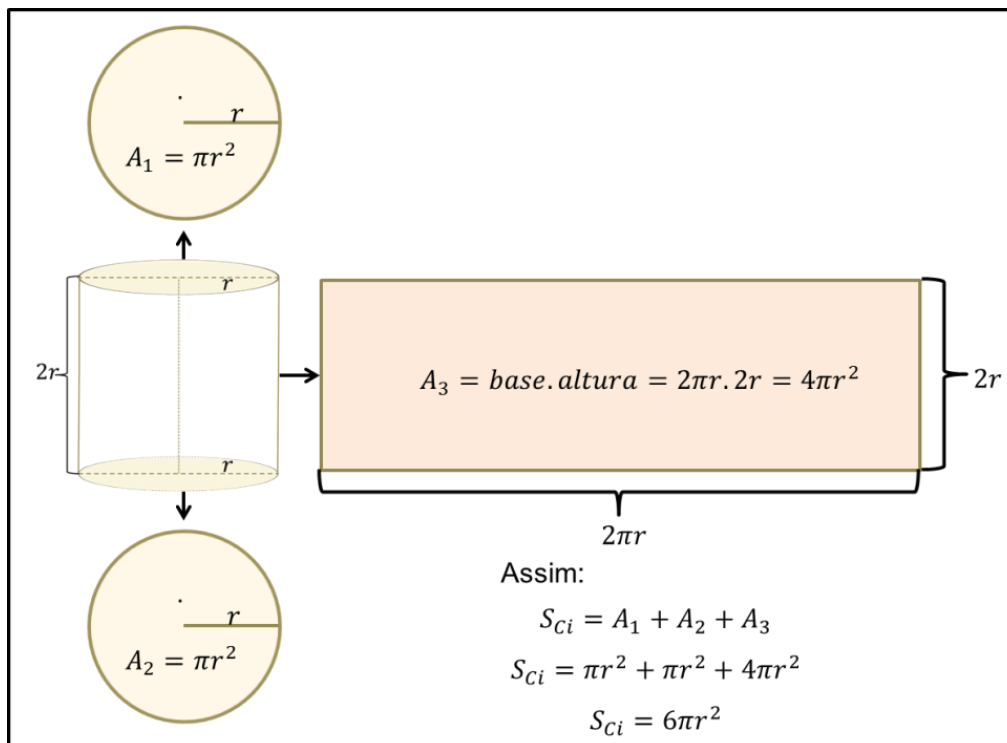 r
A₁ = πr²
r
2r
r
A₃ = base.altura = 2πr.2r = 4πr²
2r
2πr
r
A₂ = πr²
Assim:
S_Ci = A₁ + A₂ + A₃
S_Ci = πr² + πr² + 4πr²
S_Ci = 6πr²